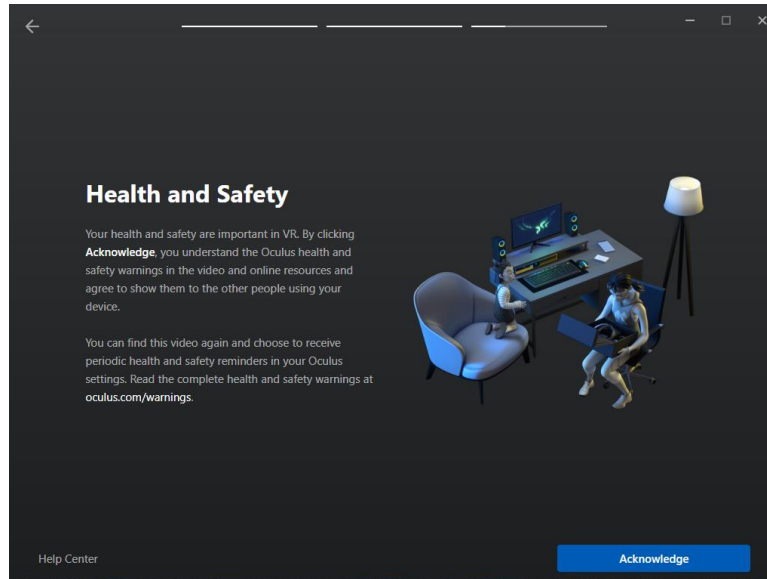 Health and Safety
Your health and safety are important in VR. By clicking
Acknowledge, you understand the Oculus health and
safety warnings in the video and online resources and
agree to show them to the other people using your
device.
You can find this video again and choose to receive
periodic health and safety reminders in your Oculus
settings. Read the complete health and safety warnings at
oculus.com/warnings.
Help Center
Acknowledge